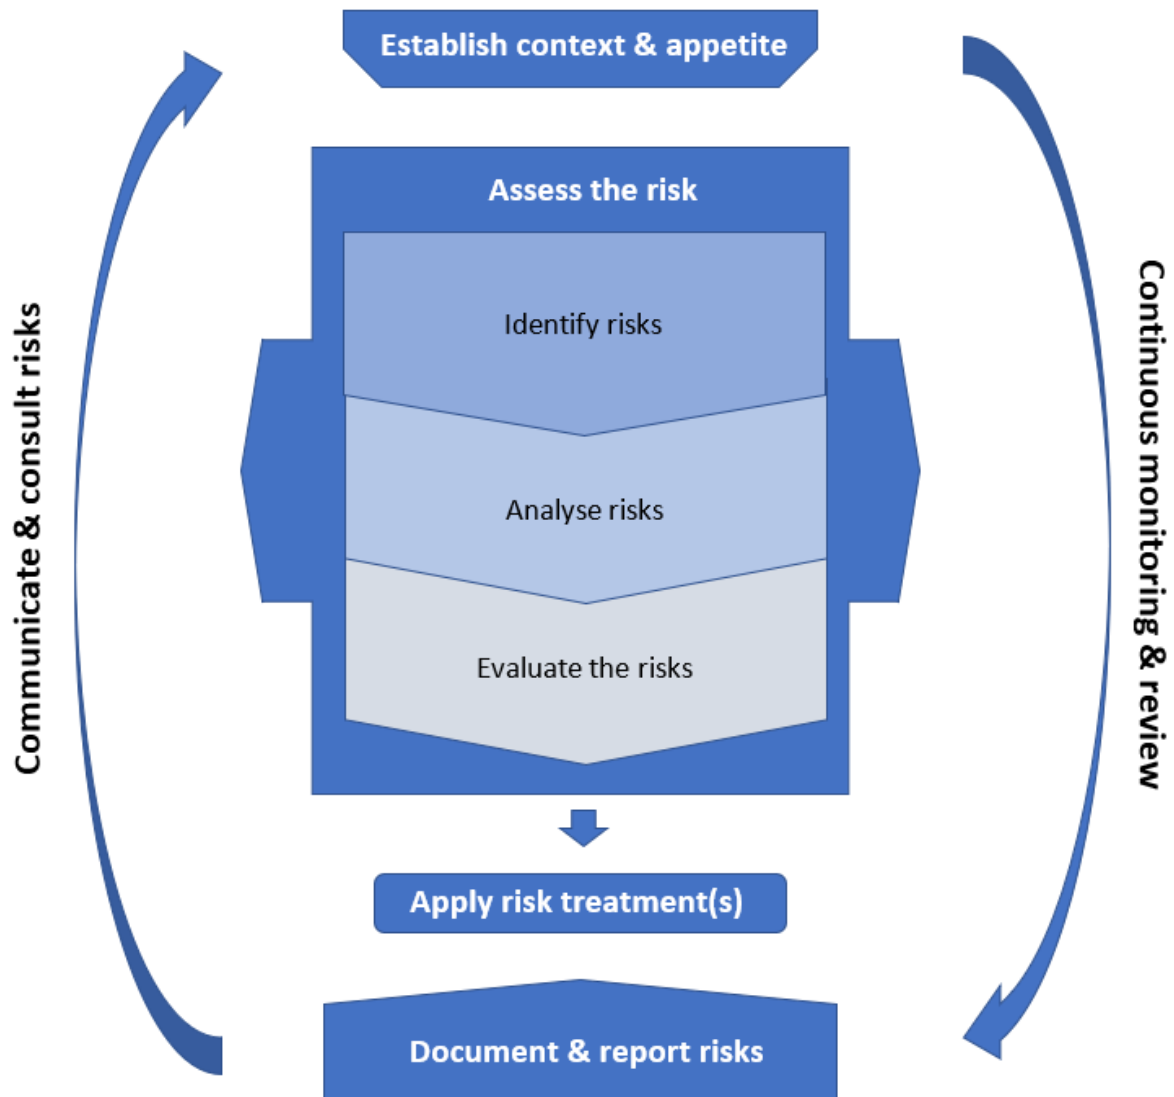 Establish context & appetite
Assess the risk
Identify risks
Analyse risks
Evaluate the risks
Apply risk treatment(s)
Document & report risks
Communicate & consult risks
Continuous monitoring & review